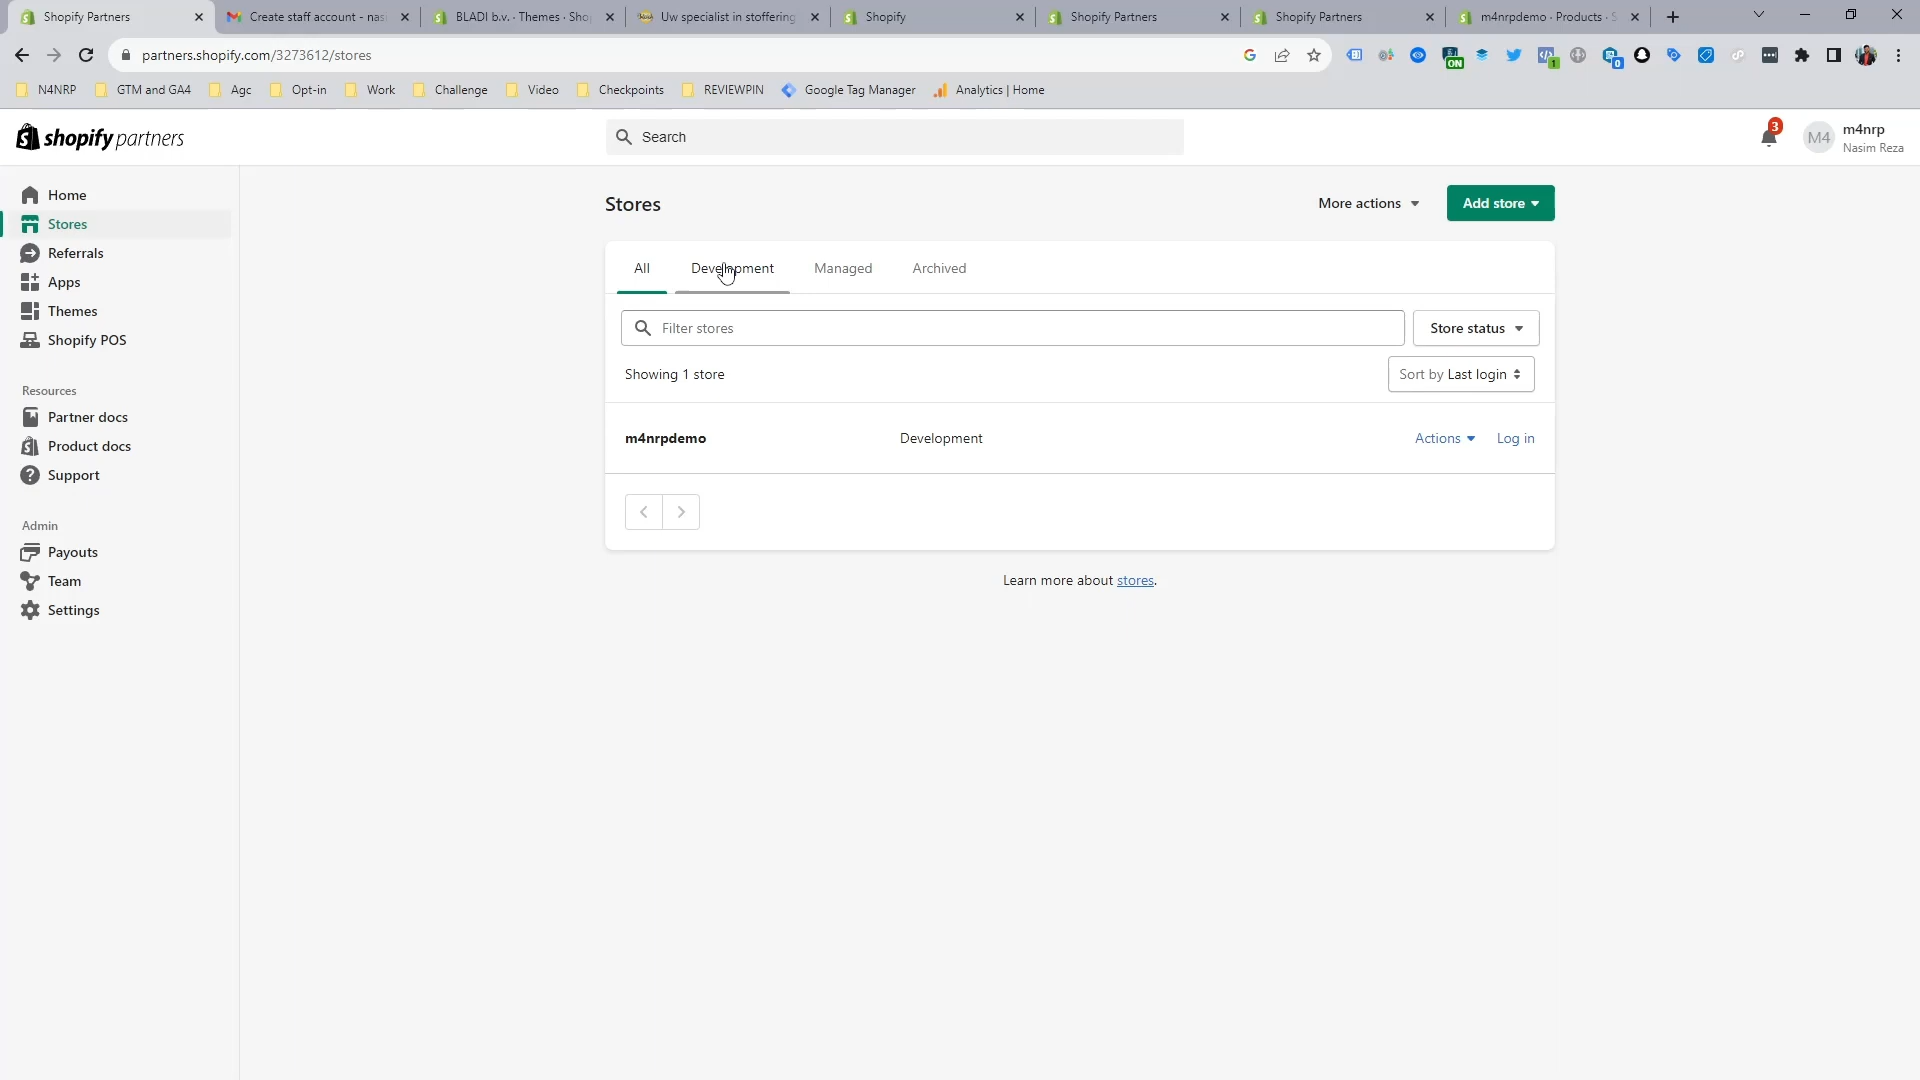 Shopify Partners
Create staff account - nasi
BLADI b.v. · Themes · Sho
Uw specialist in stoffering
Shopify
Shopify Partners
Shopify Partners
m4nrpdemo · Products · S
partners.shopify.com/3273612/stores
ON
1
0
N4NRP
GTM and GA4
Agc
Opt-in
Work
Challenge
Video
Checkpoints
REVIEWPIN
Google Tag Manager
Analytics | Home
shopify partners
Search
3
M4
m4nrp
Nasim Reza
Home
Stores
Referrals
Apps
Themes
Shopify POS
Resources
Partner docs
Product docs
Support
Admin
Payouts
Team
Settings
Stores
More actions
Add store
All
Development
Managed
Archived
Filter stores
Store status
Showing 1 store
Sort by Last login
m4nrpdemo
Development
Actions
Log in
Learn more about stores.